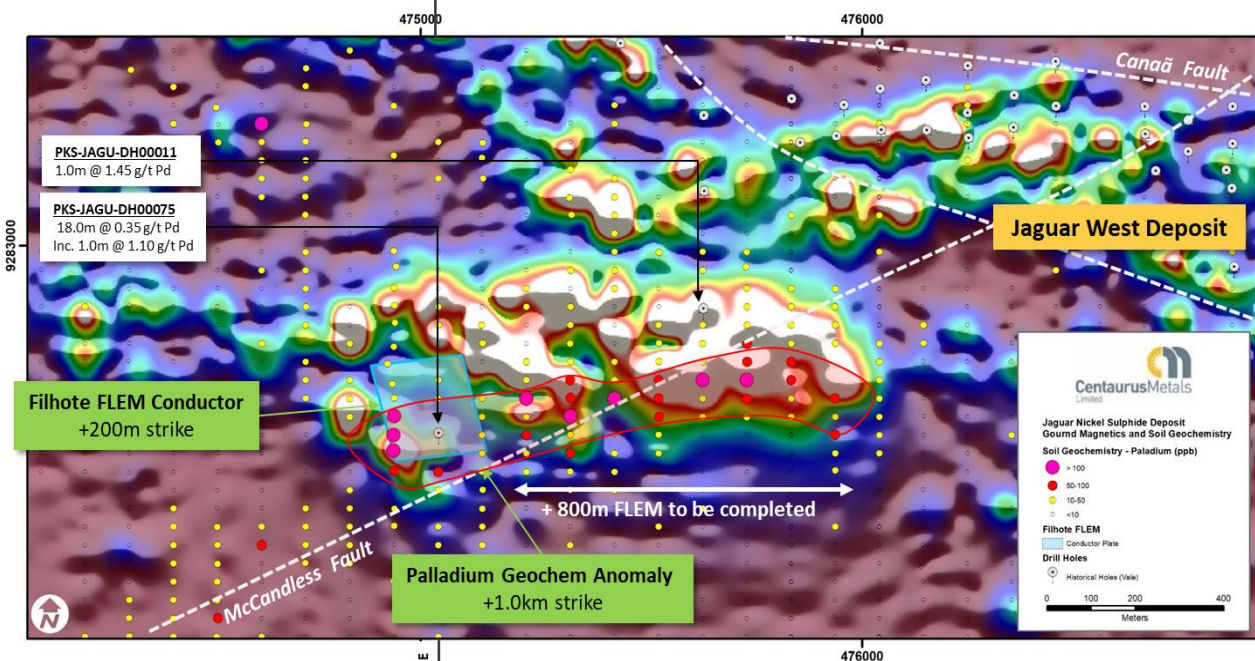 475000
476000
Canaã Fault
PKS-JAGU-DH00011
1.0m @ 1.45 g/t Pd
PKS-JAGU-DH00075
18.0m @ 0.35 g/t Pd
Inc. 1.0m @ 1.10 g/t Pd
9283000
Jaguar West Deposit
Filhote FLEM Conductor
+200m strike
+ 800m FLEM to be completed
McCandless Fault
Palladium Geochem Anomaly
+1.0km strike
N
CentaurusMetals
Limited
Jaguar Nickel Sulphide Deposit
Gournd Magnetics and Soil Geochemistry
Soil Geochemistry - Paladium (ppb)
> 100
50-100
10-50
<10
Filhote FLEM
Conductor Plate
Drill Holes
Historical Holes (Vale)
0 100 200 400
Meters
E
476000